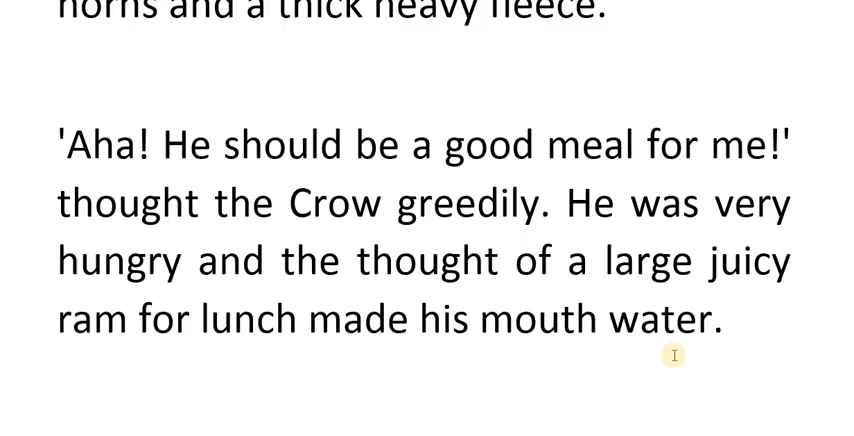 horns and a thick heavy fleece.
'Aha! He should be a good meal for me!'
thought the Crow greedily. He was very
hungry and the thought of a large juicy
ram for lunch made his mouth water.